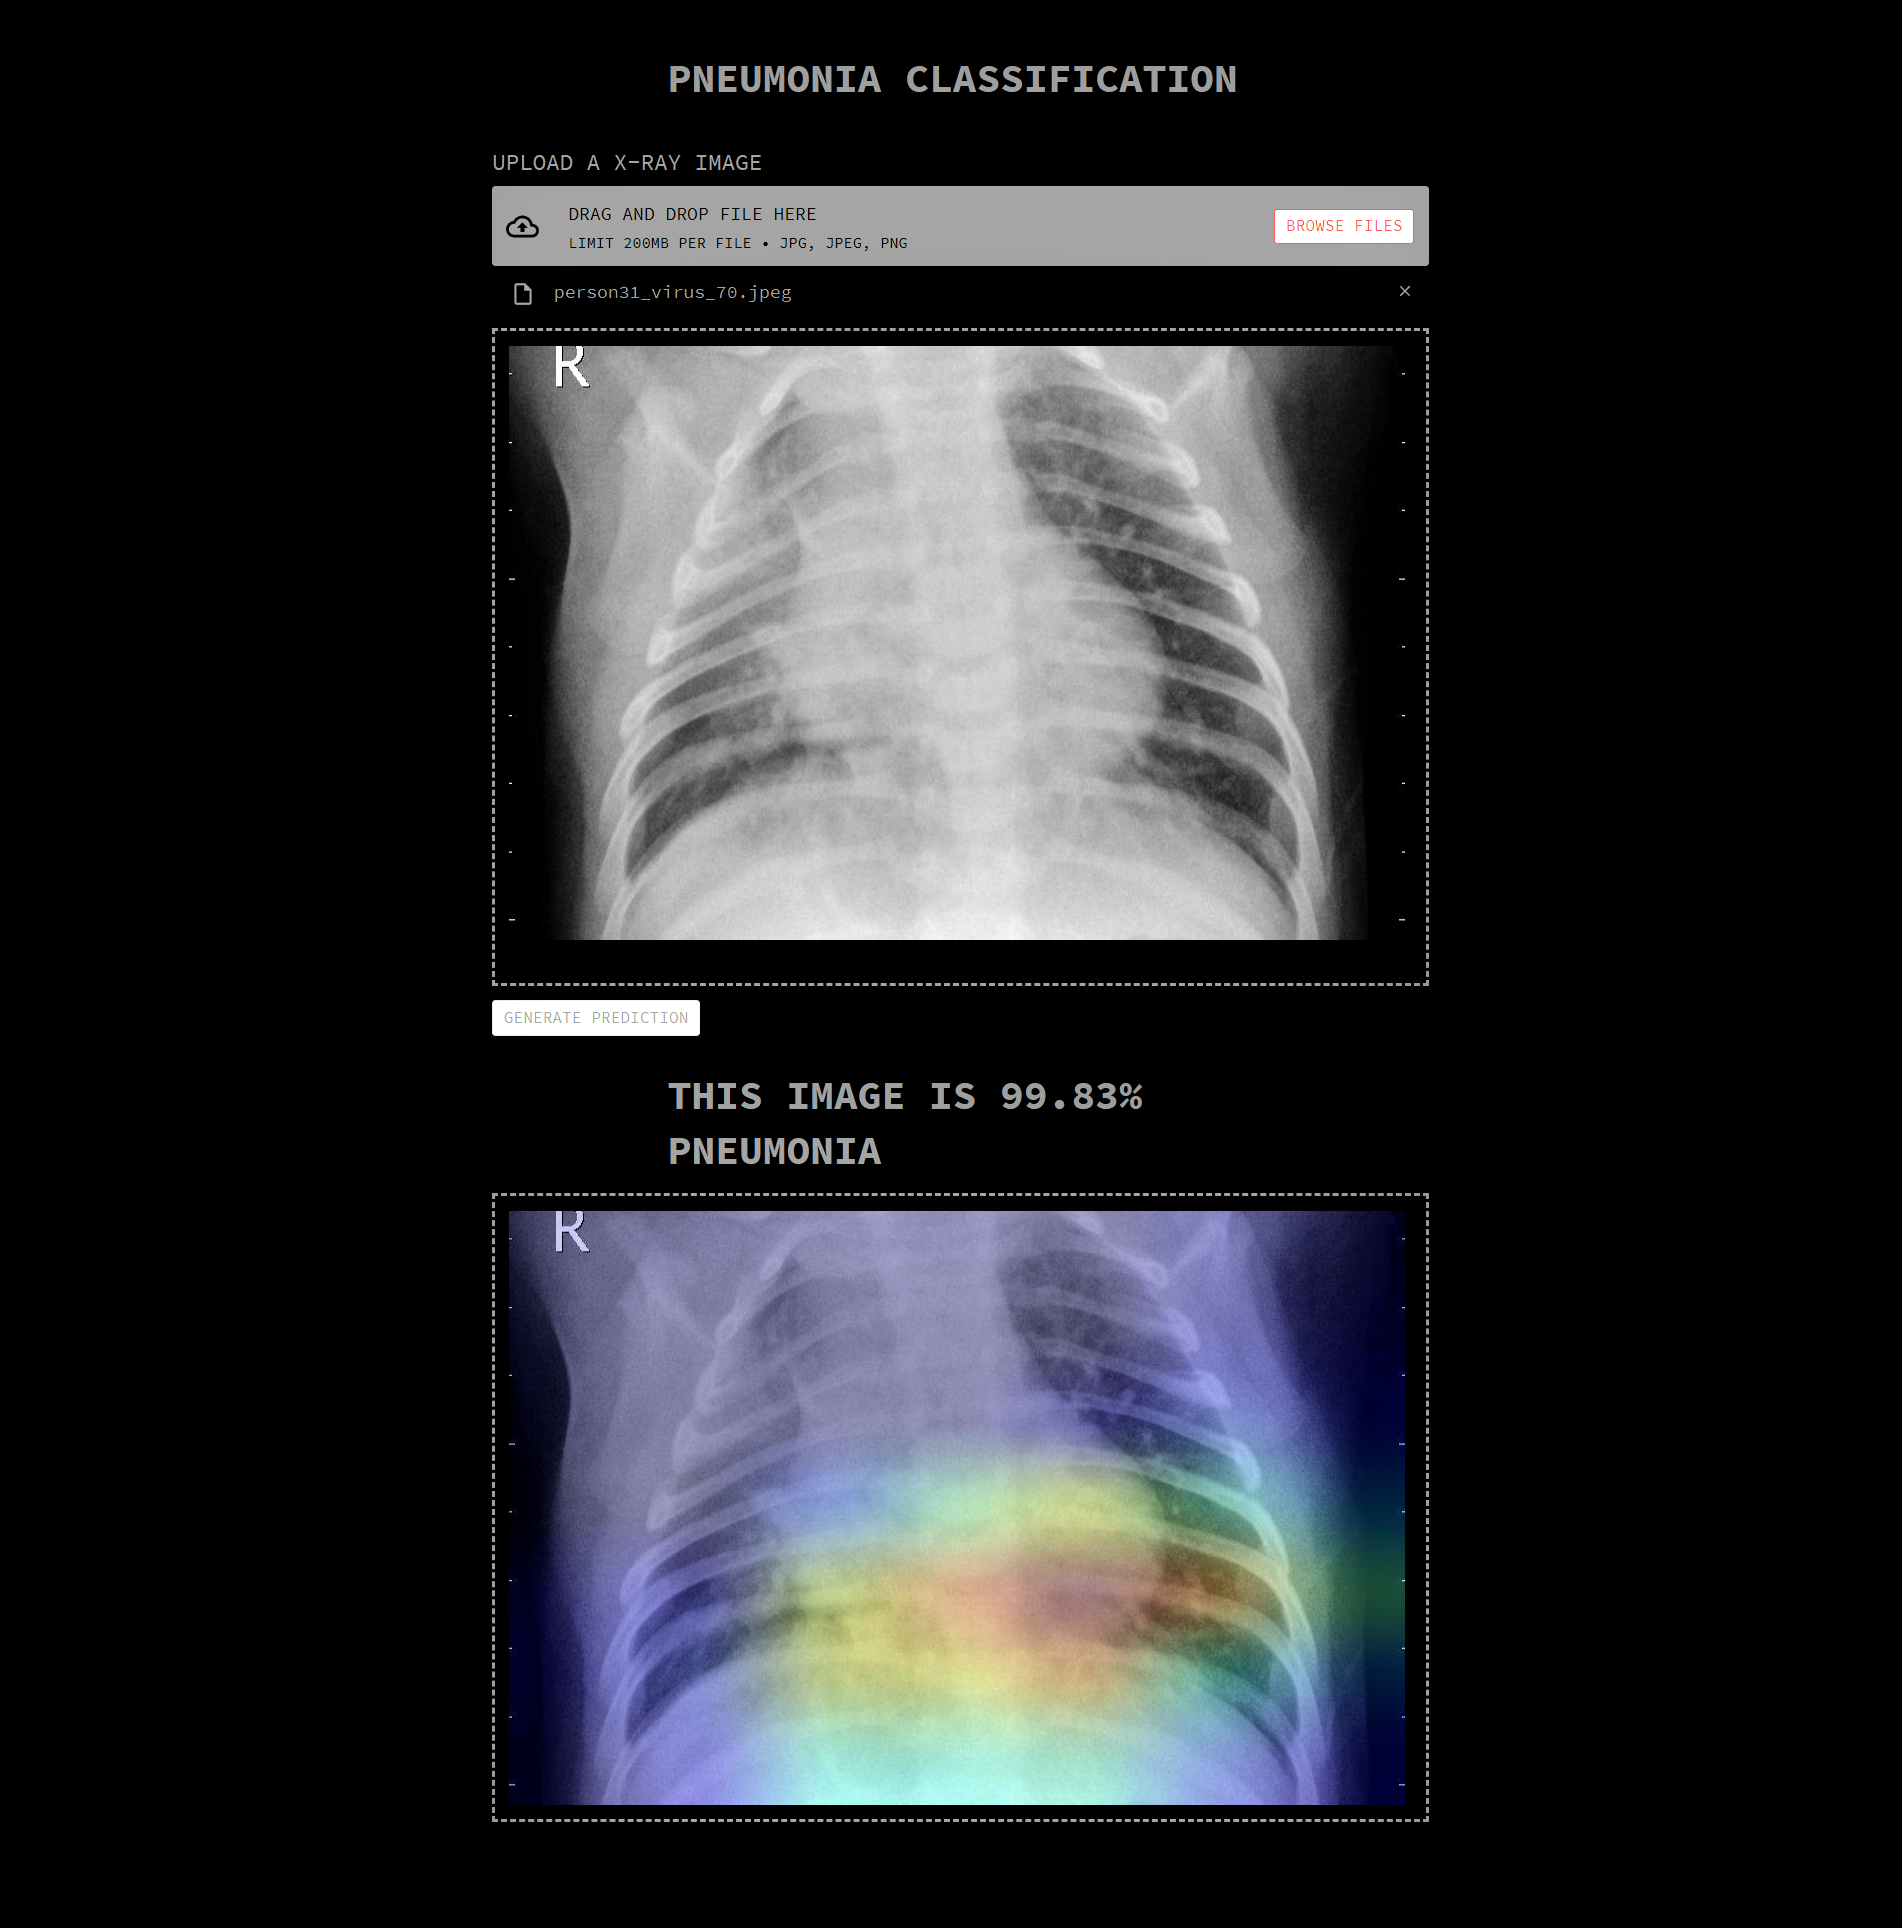 PNEUMONIA CLASSIFICATION
UPLOAD A X-RAY IMAGE
DRAG AND DROP FILE HERE
LIMIT 200MB PER FILE • JPG, JPEG, PNG
BROWSE FILES
person31_virus_70.jpeg
R
GENERATE PREDICTION
THIS IMAGE IS 99.83%
PNEUMONIA
R